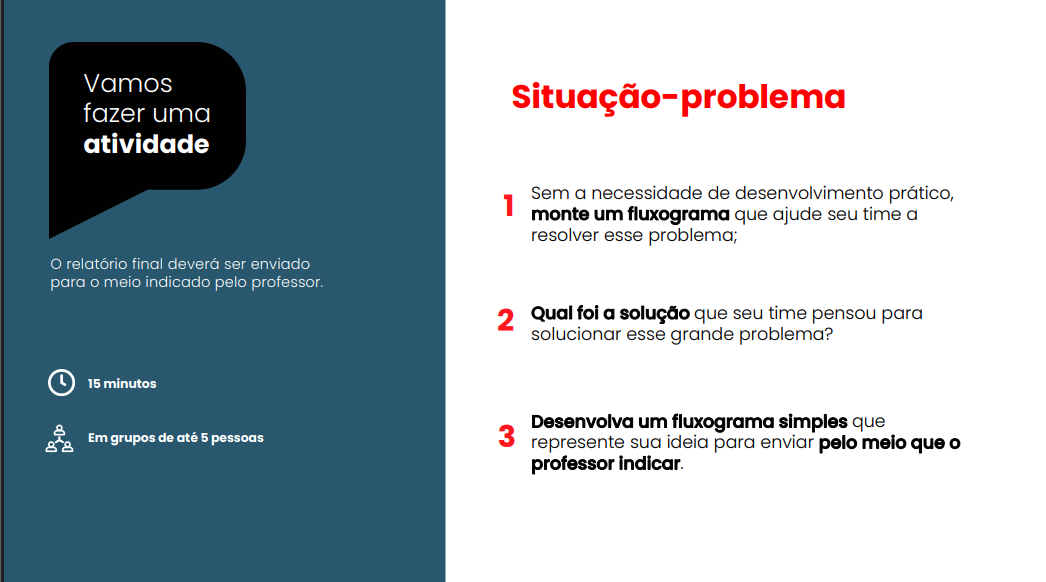 Vamos
fazer uma
atividade
O relatório final deverá ser enviado
para o meio indicado pelo professor.
15 minutos
Em grupos de até 5 pessoas
Situação-problema
1
Sem a necessidade de desenvolvimento prático,
monte um fluxograma que ajude seu time a
resolver esse problema;
2
Qual foi a solução que seu time pensou para
solucionar esse grande problema?
3
Desenvolva um fluxograma simples que
represente sua ideia para enviar pelo meio que o
professor indicar.